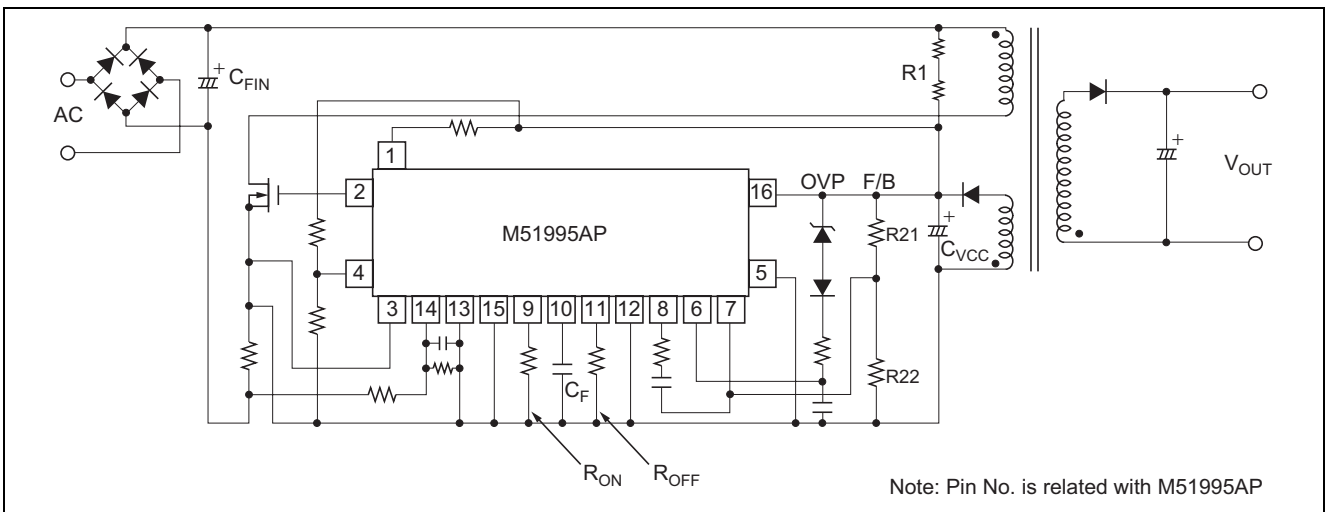 R1
+
C_FIN
AC
1
2
16
OVP F/B
+
V_OUT
M51995AP
R21
+
C_VCC
4
5
3 14 13 15 9 10 11 12 8 6 7
C_F
R22
R_ON R_OFF
Note: Pin No. is related with M51995AP